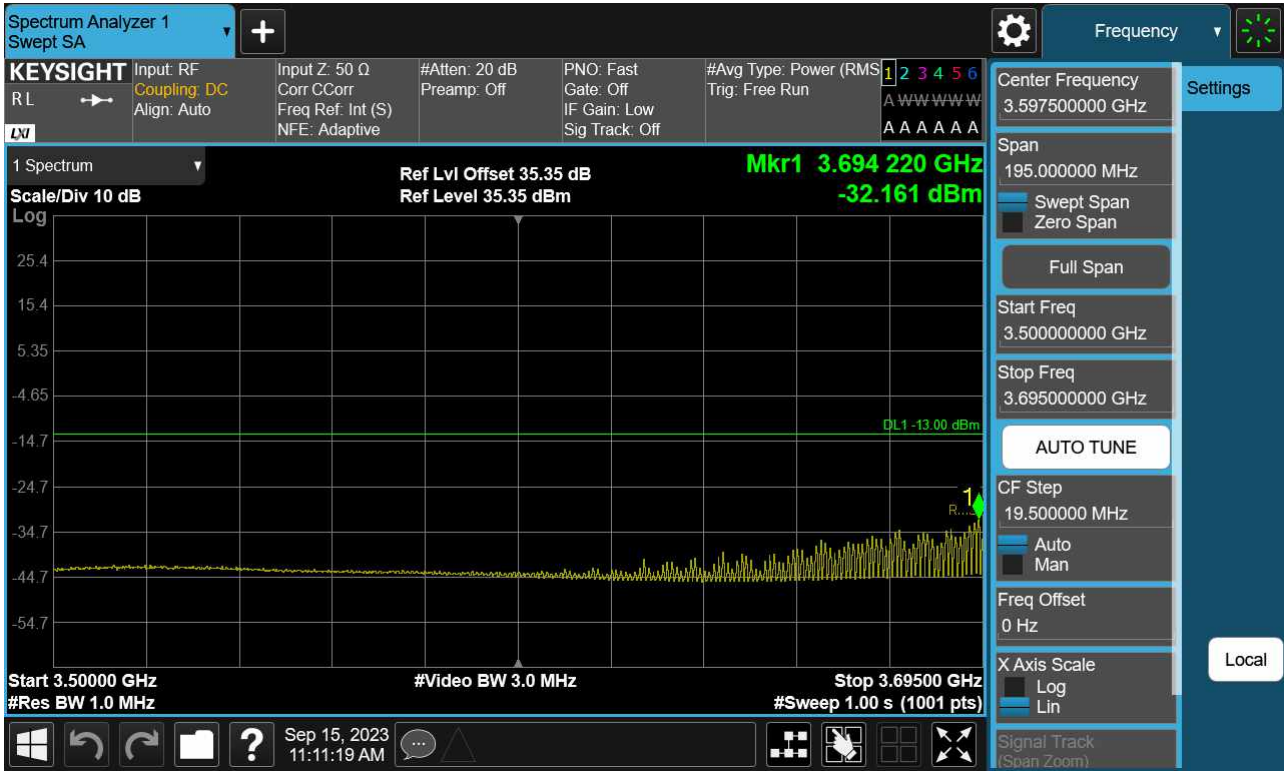 Spectrum Analyzer 1
Swept SA
+
Frequency
KEYSIGHT
R L
LXI
Input: RF
Coupling: DC
Align: Auto
Input Z: 50 Ω
Corr CCorr
Freq Ref: Int (S)
NFE: Adaptive
#Atten: 20 dB
Preamp: Off
PNO: Fast
Gate: Off
IF Gain: Low
Sig Track: Off
#Avg Type: Power (RMS
Trig: Free Run
1 2 3 4 5 6
A W W W W W
A A A A A A
1 Spectrum
Scale/Div 10 dB
Log
Ref Lvl Offset 35.35 dB
Ref Level 35.35 dBm
Mkr1 3.694 220 GHz
-32.161 dBm
25.4
15.4
5.35
-4.65
DL1 -13.00 dBm
-14.7
-24.7
1
R...
-34.7
-44.7
-54.7
Start 3.50000 GHz
#Video BW 3.0 MHz
Stop 3.69500 GHz
#Res BW 1.0 MHz
#Sweep 1.00 s (1001 pts)
Center Frequency
3.597500000 GHz
Settings
Span
195.000000 MHz
Swept Span
Zero Span
Full Span
Start Freq
3.500000000 GHz
Stop Freq
3.695000000 GHz
AUTO TUNE
CF Step
19.500000 MHz
Auto
Man
Freq Offset
0 Hz
X Axis Scale
Log
Lin
Local
Signal Track
(Span Zoom)
?
Sep 15, 2023
11:11:19 AM